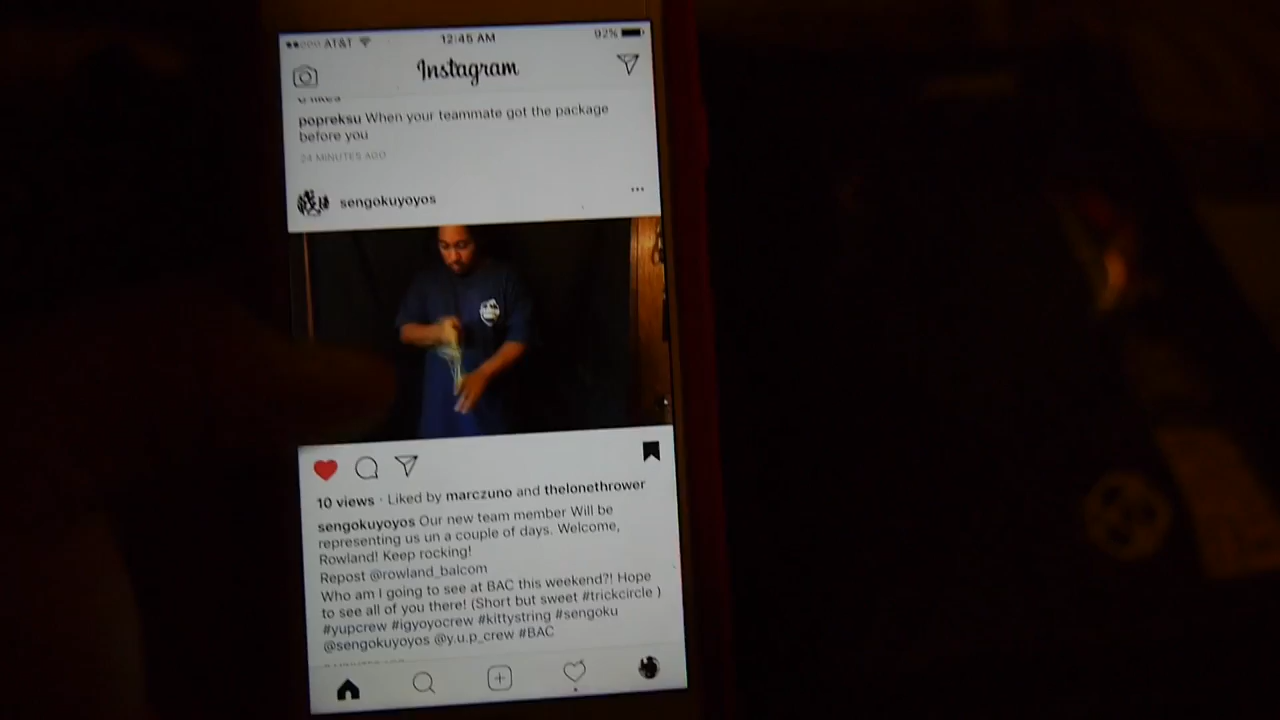 AT&T 12:45 AM 92%
Instagram
popreksu When your teammate got the package
before you
24 MINUTES AGO
sengokuyoyos
10 views · Liked by marczuno and thelonethrower
sengokuyoyos Our new team member Will be
representing us un a couple of days. Welcome,
Rowland! Keep rocking!
Repost @rowland_balcom
Who am I going to see at BAC this weekend?! Hope
to see all of you there! (Short but sweet #trickcircle )
#yupcrew #igyoyocrew #kittystring #sengoku
@sengokuyoyos @y.u.p_crew #BAC